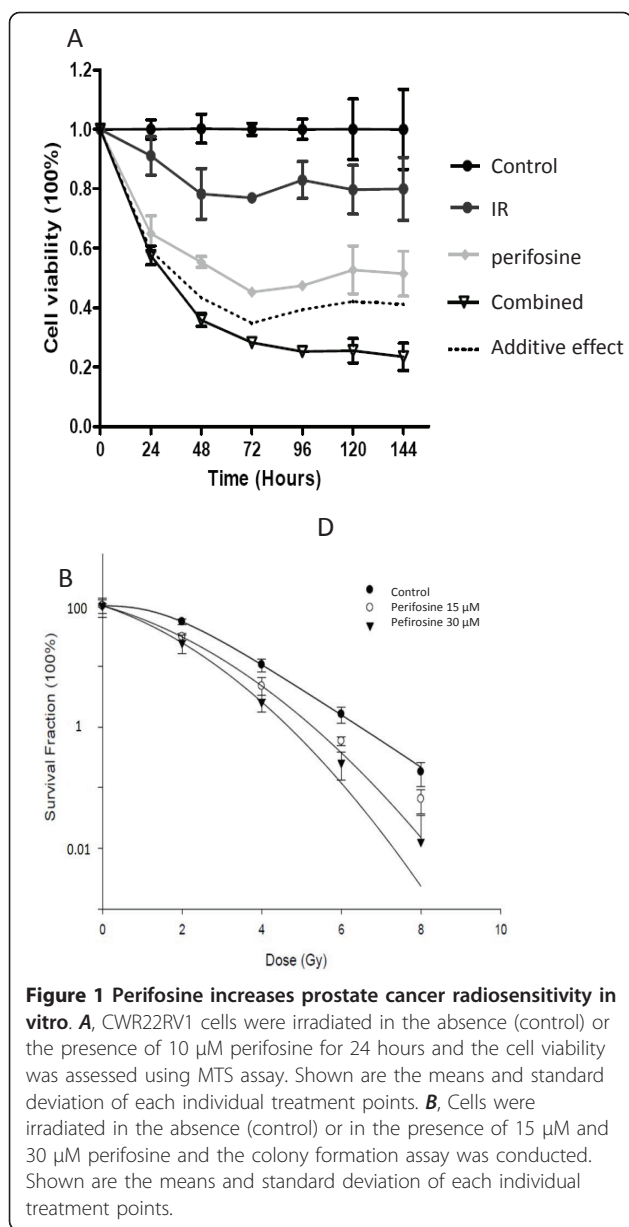 A
1.2
1.0
0.8
0.6
0.4
0.2
0.0
Cell viability (100%)
0 24 48 72 96 120 144
Time (Hours)
Control
IR
perifosine
Combined
Additive effect
D
B
Control
Perifosine 15 µM
Pefirosine 30 µM
100
1
0.01
Survival Fraction (100%)
0 2 4 6 8 10
Dose (Gy)
Figure 1 Perifosine increases prostate cancer radiosensitivity in
vitro. A, CWR22RV1 cells were irradiated in the absence (control) or
the presence of 10 μM perifosine for 24 hours and the cell viability
was assessed using MTS assay. Shown are the means and standard
deviation of each individual treatment points. B, Cells were
irradiated in the absence (control) or in the presence of 15 μM and
30 μM perifosine and the colony formation assay was conducted.
Shown are the means and standard deviation of each individual
treatment points.